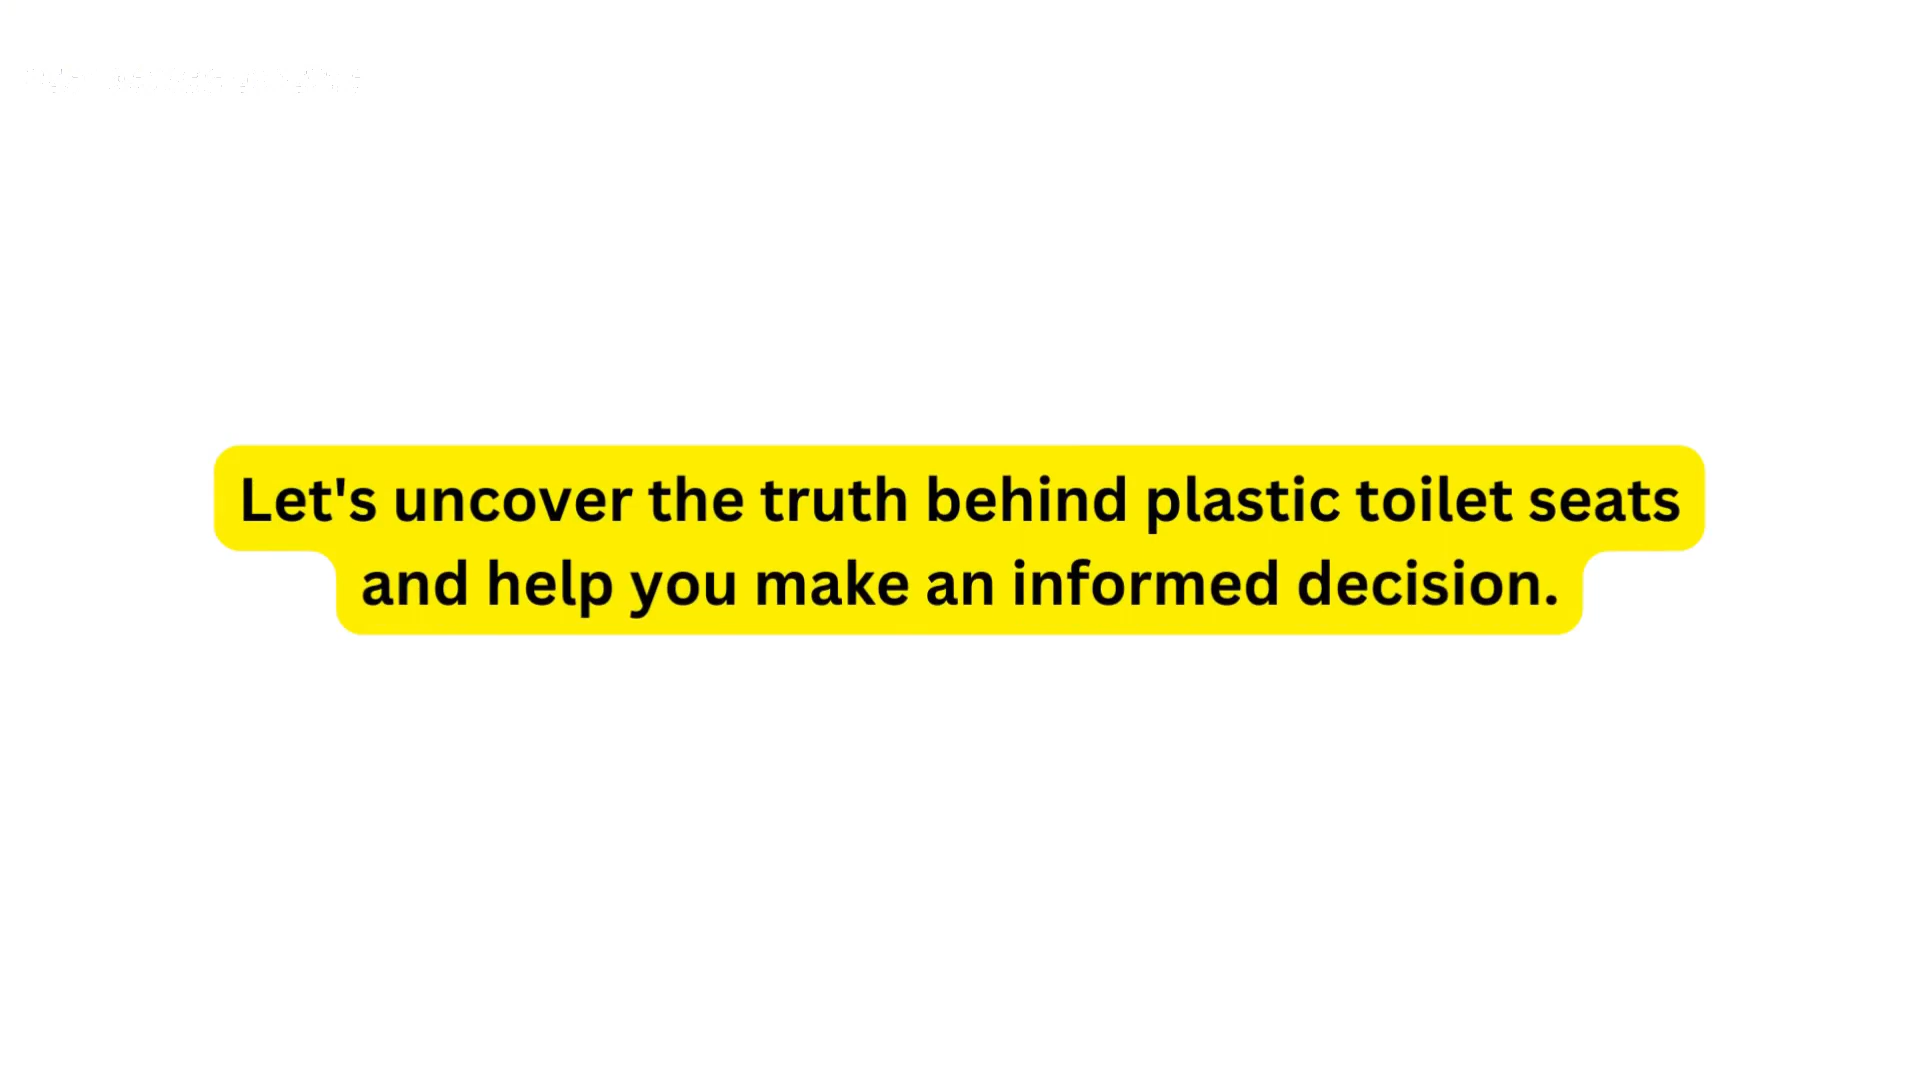 Let's uncover the truth behind plastic toilet seats
and help you make an informed decision.